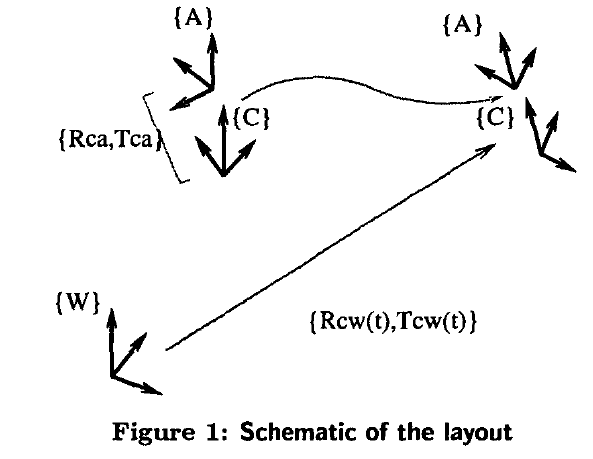 {A}
{A}
{C}
{C}
{Rca,Tca}
{W}
{Rcw(t),Tcw(t)}
Figure 1: Schematic of the layout